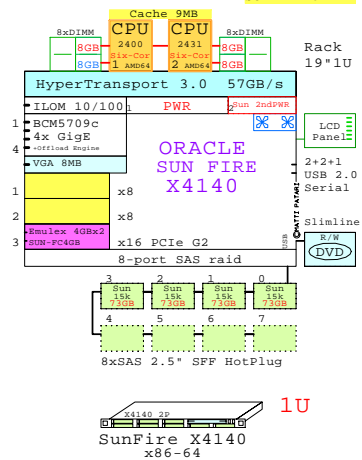 Cache 9MB
8xDIMM
CPU
CPU
8xDIMM
8GB
2400
2431
8GB
Six-Cor
Six-Cor
8GB
1 AMD64
2 AMD64
8GB
Rack
19"1U
HyperTransport 3.0 57GB/s
ILOM 10/100
1
PWR
2
Sun 2ndPWR
1
BCM5709c
4x GigE
4
+Offload Engine
VGA 8MB
LCD
Panel
ORACLE
SUN FIRE
X4140
2+2+1
USB 2.0
Serial
1
x8
2
x8
©MATTI PATARI
Slimline
Emulex 4GBx2
3
SUN-FC4GB
x16 PCIe G2
USB
R/W
DVD
8-port SAS raid
3
2
1
0
Sun
Sun
Sun
Sun
15k
15k
15k
15k
73GB
73GB
73GB
73GB
4
5
6
7
8xSAS 2.5" SFF HotPlug
1U
X4140 2P
SunFire X4140
x86-64